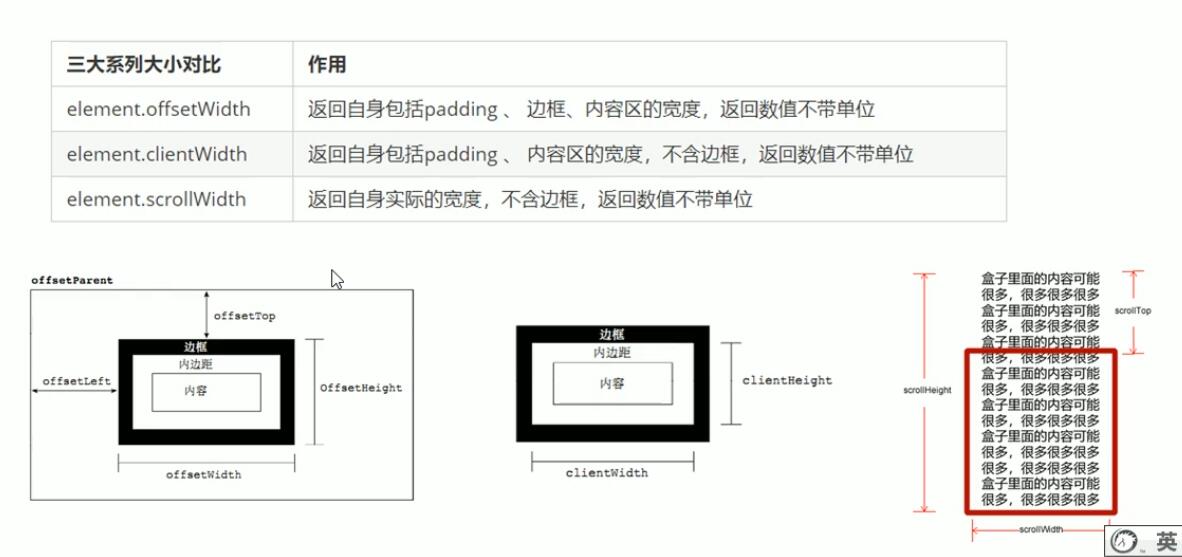 三大系列大小对比 作用
element.offsetWidth 返回自身包括padding 、 边框、内容区的宽度，返回数值不带单位
element.clientWidth 返回自身包括padding 、 内容区的宽度，不含边框，返回数值不带单位
element.scrollWidth 返回自身实际的宽度，不含边框，返回数值不带单位
offsetParent
offsetTop
边框
内边距
内容
offsetLeft
OffsetHeight
offsetWidth
边框
内边距
内容
clientHeight
clientWidth
盒子里面的内容可能
很多，很多很多很多
盒子里面的内容可能
很多，很多很多很多
盒子里面的内容可能
很多，很多很多很多
盒子里面的内容可能
很多，很多很多很多
盒子里面的内容可能
很多，很多很多很多
盒子里面的内容可能
很多，很多很多很多
很多，很多很多很多
盒子里面的内容可能
很多，很多很多很多
scrollTop
scrollHeight
scrollWidth
英